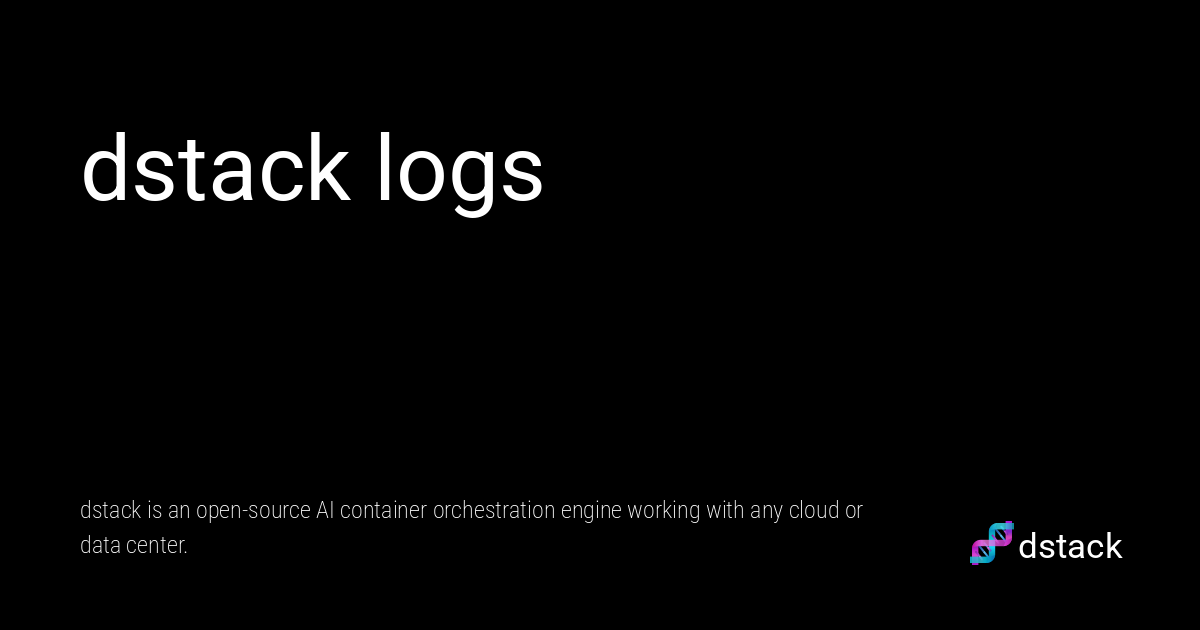 dstack logs
dstack is an open-source AI container orchestration engine working with any cloud or
data center.
dstack